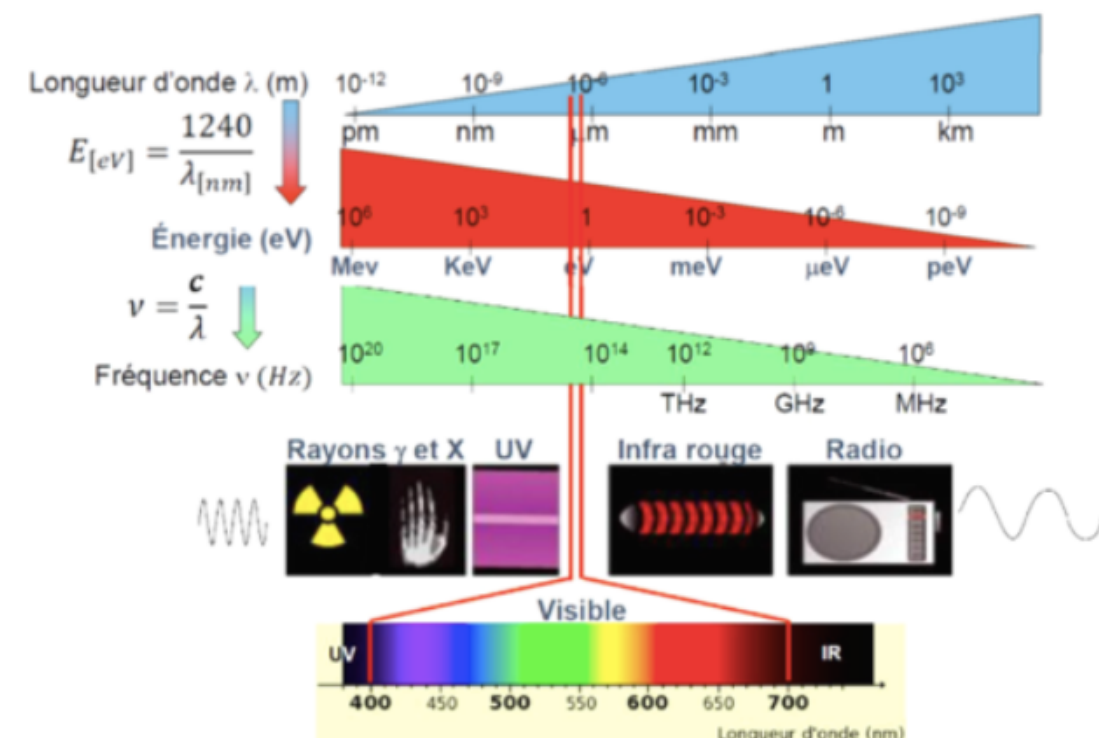 Longueur d'onde λ (m)
10⁻¹² 10⁻⁹ 10⁻⁶ 10⁻³ 1 10³
pm nm μm mm m km
E[eV] = 1240 / λ[nm]
10⁶ 10³ 1 10⁻³ 10⁻⁶ 10⁻⁹
Énergie (eV)
Mev KeV eV meV μeV peV
ν = c / λ
10²⁰ 10¹⁷ 10¹⁴ 10¹² 10⁹ 10⁶
Fréquence ν (Hz)
THz GHz MHz
Rayons γ et X UV Infra rouge Radio
Visible
UV IR
400 450 500 550 600 650 700
Longueur d'onde (nm)